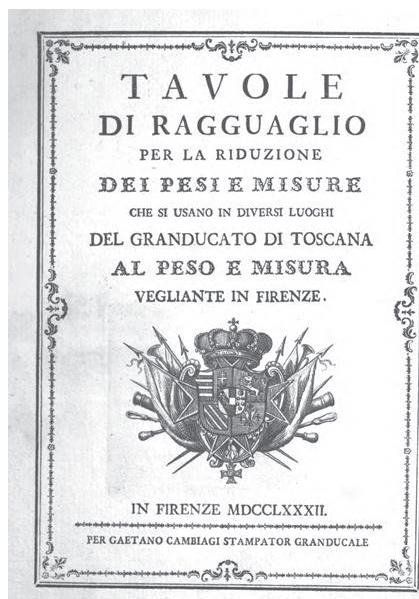 TAVOLE
DI RAGGUAGLIO
PER LA RIDUZIONE
DEI PESI E MISURE
CHE SI USANO IN DIVERSI LUOGHI
DEL GRANDUCATO DI TOSCANA
AL PESO E MISURA
VEGLIANTE IN FIRENZE.
IN FIRENZE MDCCLXXXII.
PER GAETANO CAMBIAGI STAMPATOR GRANDUCALE